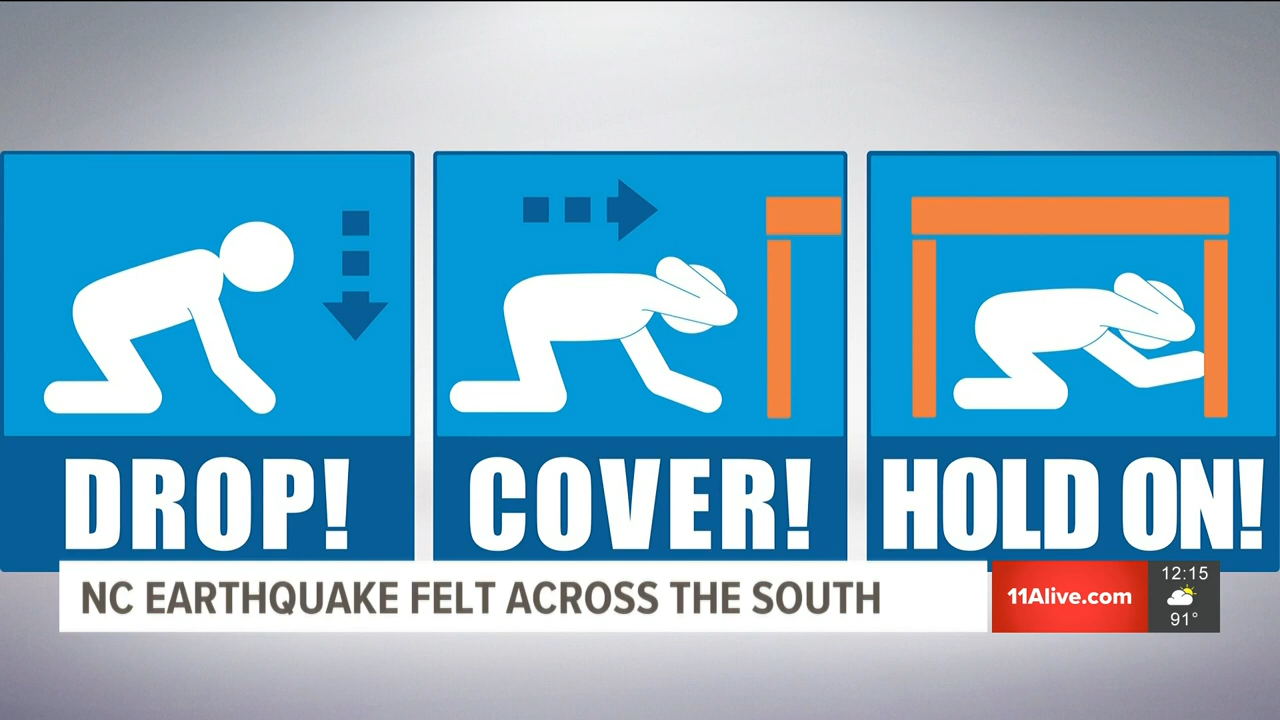 DROP!
COVER!
HOLD ON!
NC EARTHQUAKE FELT ACROSS THE SOUTH
11Alive.com
12:15
91°